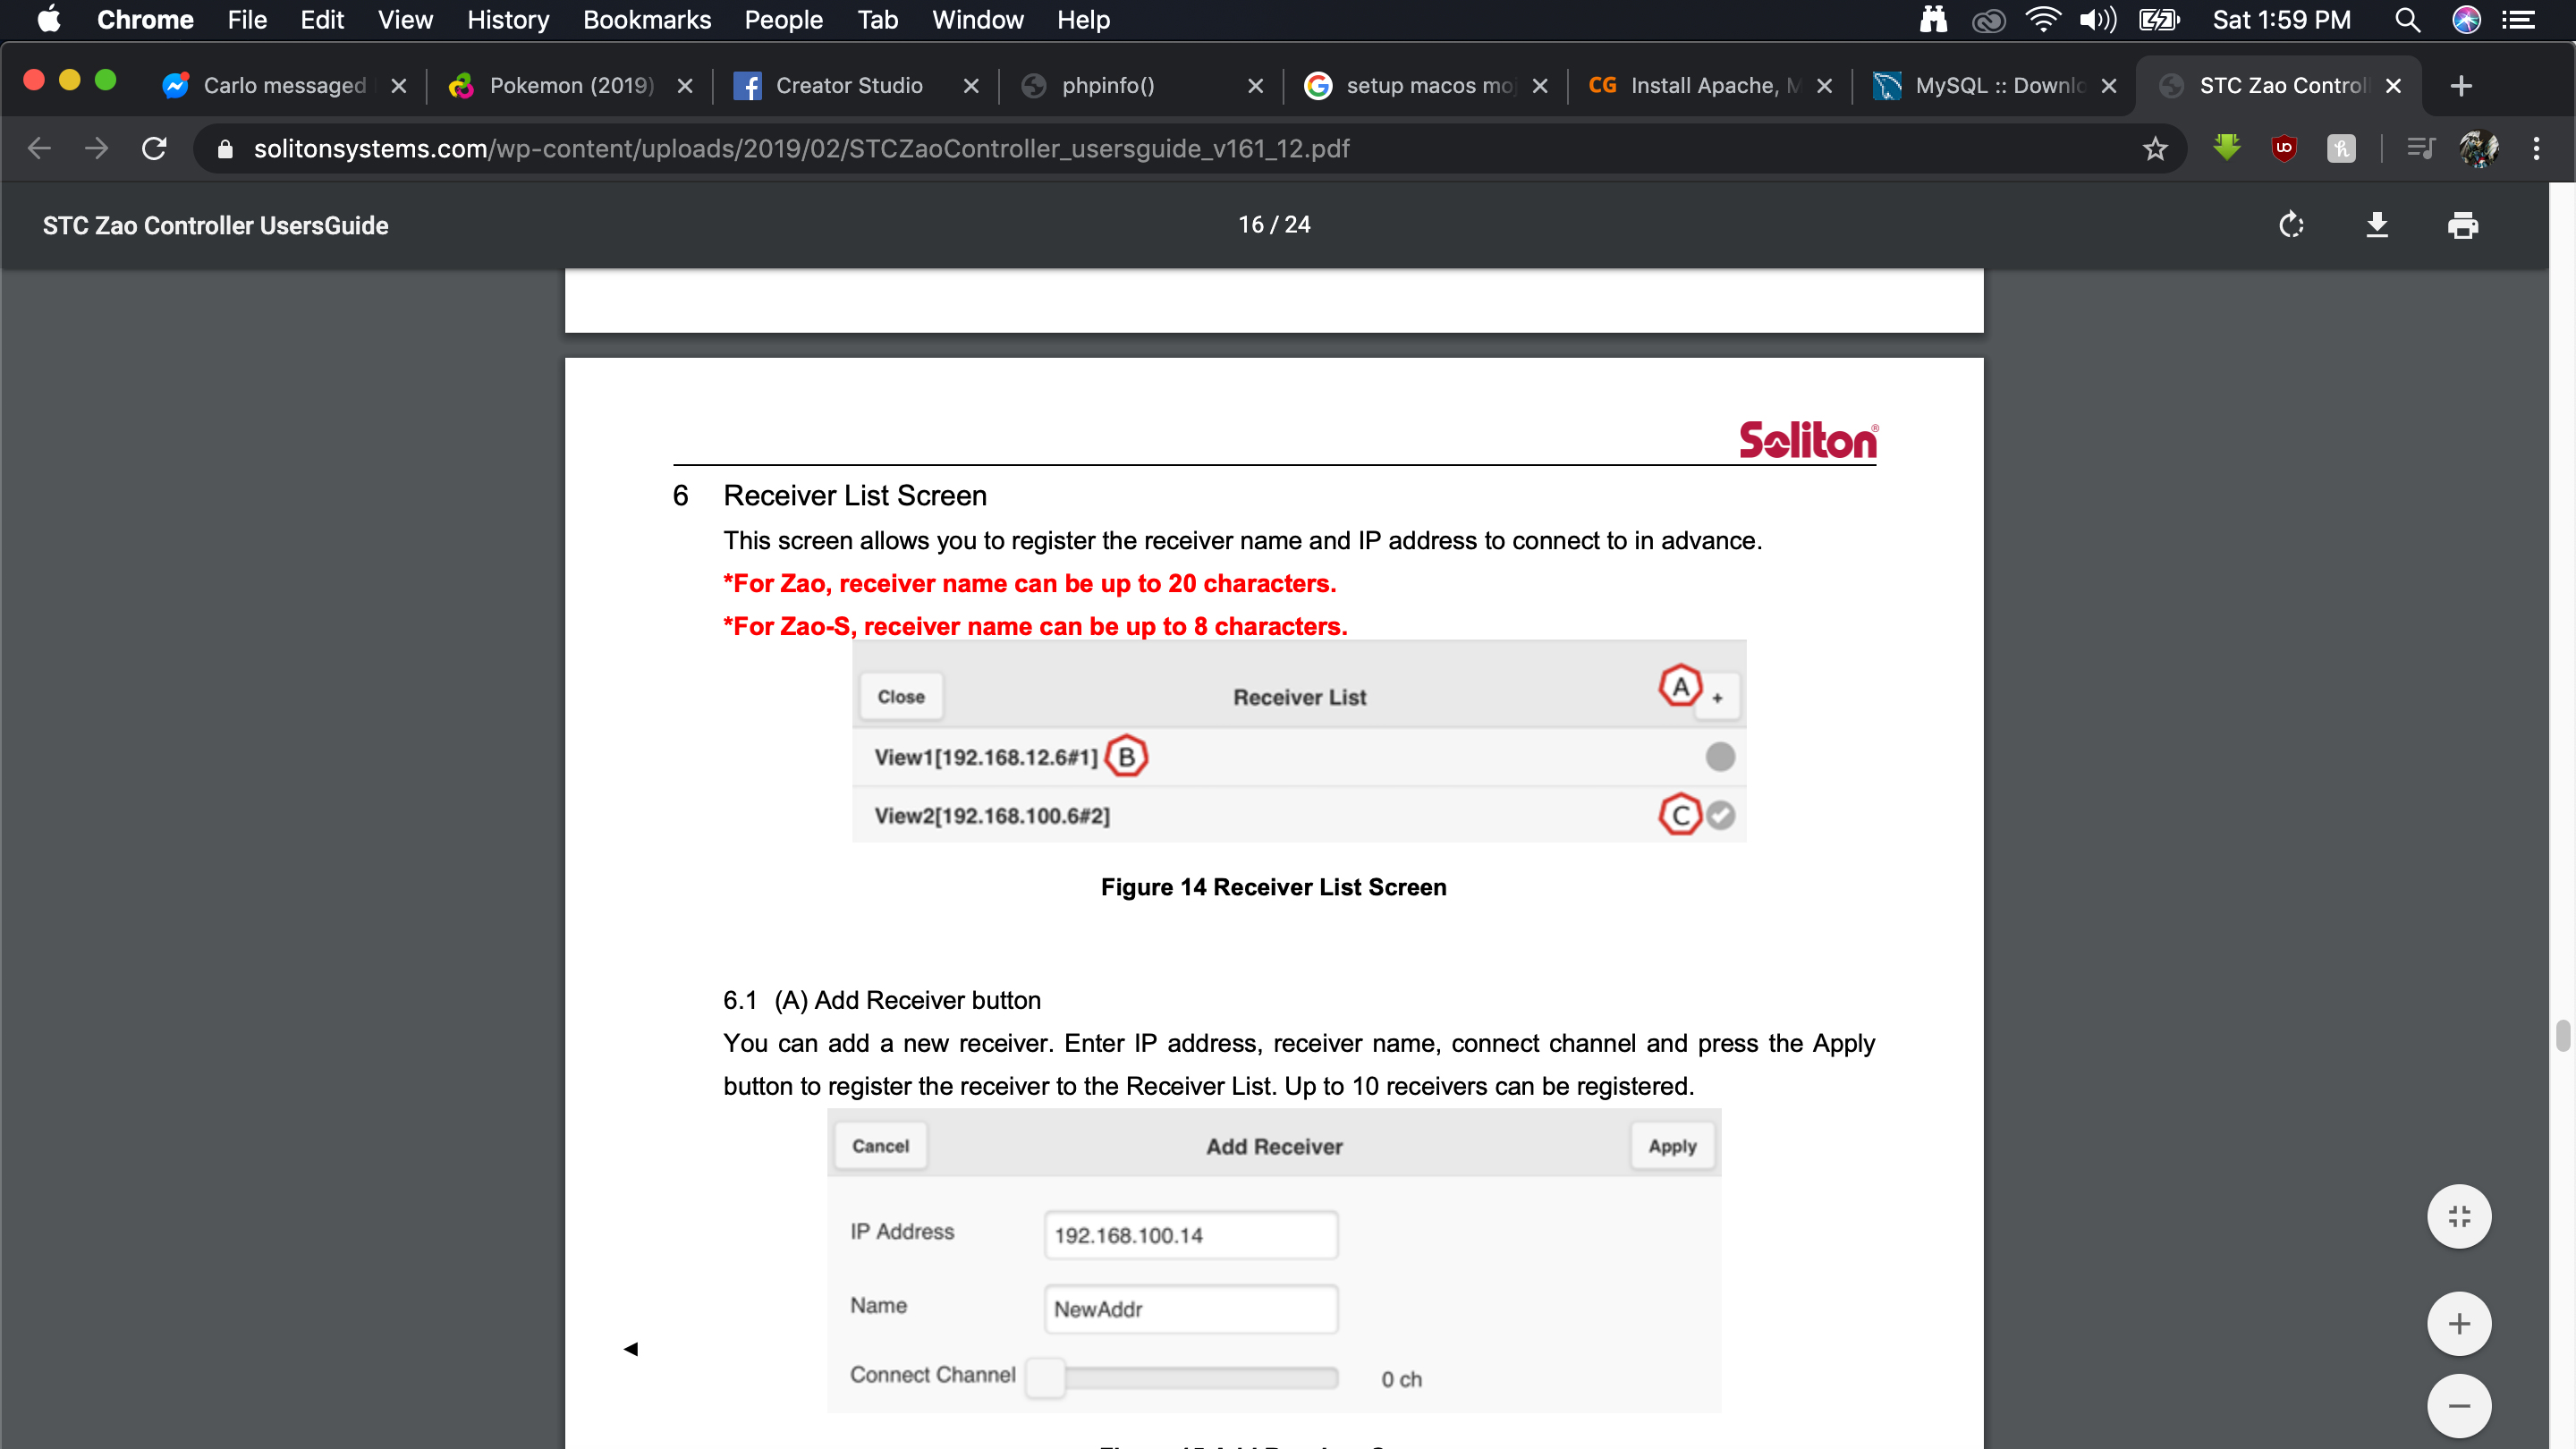 Chrome File Edit View History Bookmarks People Tab Window Help Sat 1:59 PM
Carlo messaged Pokemon (2019) Creator Studio phpinfo() setup macos moj CG Install Apache, M MySQL :: Downlo STC Zao Control
solitonsystems.com/wp-content/uploads/2019/02/STCZaoController_usersguide_v161_12.pdf
STC Zao Controller UsersGuide 16 / 24
Soliton®
6 Receiver List Screen
This screen allows you to register the receiver name and IP address to connect to in advance.
*For Zao, receiver name can be up to 20 characters.
*For Zao-S, receiver name can be up to 8 characters.
Close Receiver List A +
View1[192.168.12.6#1] B
View2[192.168.100.6#2] C
Figure 14 Receiver List Screen
6.1 (A) Add Receiver button
You can add a new receiver. Enter IP address, receiver name, connect channel and press the Apply
button to register the receiver to the Receiver List. Up to 10 receivers can be registered.
Cancel Add Receiver Apply
IP Address 192.168.100.14
Name NewAddr
Connect Channel 0 ch